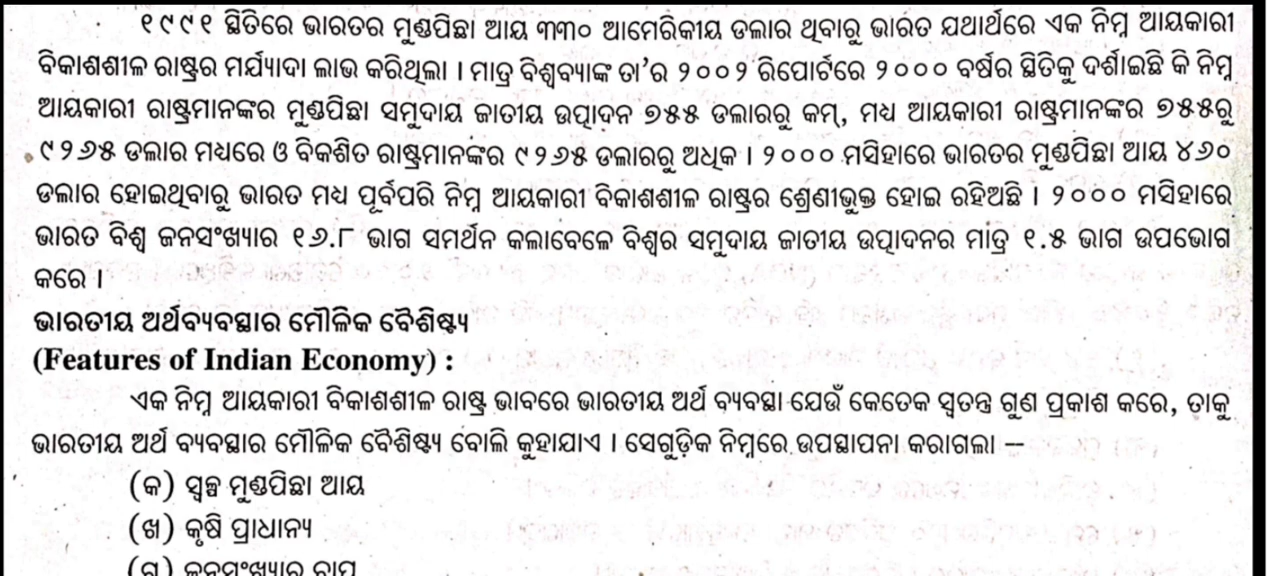 ୧୯୯୧ ସ୍ଥିତିରେ ଭାରତର ମୁଣ୍ଡପିଛା ଆୟ ୩୩୦ ଆମେରିକୀୟ ଡଲାର ଥିବାରୁ ଭାରତ ଯଥାର୍ଥରେ ଏକ ନିମ୍ନ ଆୟକାରୀ
ବିକାଶଶୀଳ ରାଷ୍ଟ୍ରର ମର୍ଯ୍ୟାଦା ଲାଭ କରିଥିଲା । ମାତ୍ର ବିଶ୍ୱବ୍ୟାଙ୍କ ତା'ର ୨୦୦୨ ରିପୋର୍ଟରେ ୨୦୦୦ ବର୍ଷର ସ୍ଥିତିକୁ ଦର୍ଶାଇଛି କି ନିମ୍ନ
ଆୟକାରୀ ରାଷ୍ଟ୍ରମାନଙ୍କର ମୁଣ୍ଡପିଛା ସମୁଦାୟ ଜାତୀୟ ଉତ୍ପାଦନ ୭୫୫ ଡଲାରରୁ କମ୍, ମଧ୍ୟ ଆୟକାରୀ ରାଷ୍ଟ୍ରମାନଙ୍କର ୭୫୫ରୁ
୯୨୬୫ ଡଲାର ମଧ୍ୟରେ ଓ ବିକଶିତ ରାଷ୍ଟ୍ରମାନଙ୍କର ୯୨୬୫ ଡଲାରରୁ ଅଧିକ । ୨୦୦୦ ମସିହାରେ ଭାରତର ମୁଣ୍ଡପିଛା ଆୟ ୪୬୦
ଡଲାର ହୋଇଥିବାରୁ ଭାରତ ମଧ୍ୟ ପୂର୍ବପରି ନିମ୍ନ ଆୟକାରୀ ବିକାଶଶୀଳ ରାଷ୍ଟ୍ରର ଶ୍ରେଣୀଭୁକ୍ତ ହୋଇ ରହିଅଛି । ୨୦୦୦ ମସିହାରେ
ଭାରତ ବିଶ୍ୱ ଜନସଂଖ୍ୟାର ୧୬.୮ ଭାଗ ସମର୍ଥନ କଲାବେଳେ ବିଶ୍ୱର ସମୁଦାୟ ଜାତୀୟ ଉତ୍ପାଦନର ମାତ୍ର ୧.୫ ଭାଗ ଉପଭୋଗ
କରେ ।
ଭାରତୀୟ ଅର୍ଥବ୍ୟବସ୍ଥାର ମୌଳିକ ବୈଶିଷ୍ଟ୍ୟ
(Features of Indian Economy) :
ଏକ ନିମ୍ନ ଆୟକାରୀ ବିକାଶଶୀଳ ରାଷ୍ଟ୍ର ଭାବରେ ଭାରତୀୟ ଅର୍ଥ ବ୍ୟବସ୍ଥା ଯେଉଁ କେତେକ ସ୍ୱତନ୍ତ୍ର ଗୁଣ ପ୍ରକାଶ କରେ, ତାକୁ
ଭାରତୀୟ ଅର୍ଥ ବ୍ୟବସ୍ଥାର ମୌଳିକ ବୈଶିଷ୍ଟ୍ୟ ବୋଲି କୁହାଯାଏ । ସେଗୁଡ଼ିକ ନିମ୍ନରେ ଉପସ୍ଥାପନା କରାଗଲା –
(କ) ସ୍ୱଳ୍ପ ମୁଣ୍ଡପିଛା ଆୟ
(ଖ) କୃଷି ପ୍ରାଧାନ୍ୟ
(ଗ) ଜନସଂଖ୍ୟାର ଚାପ